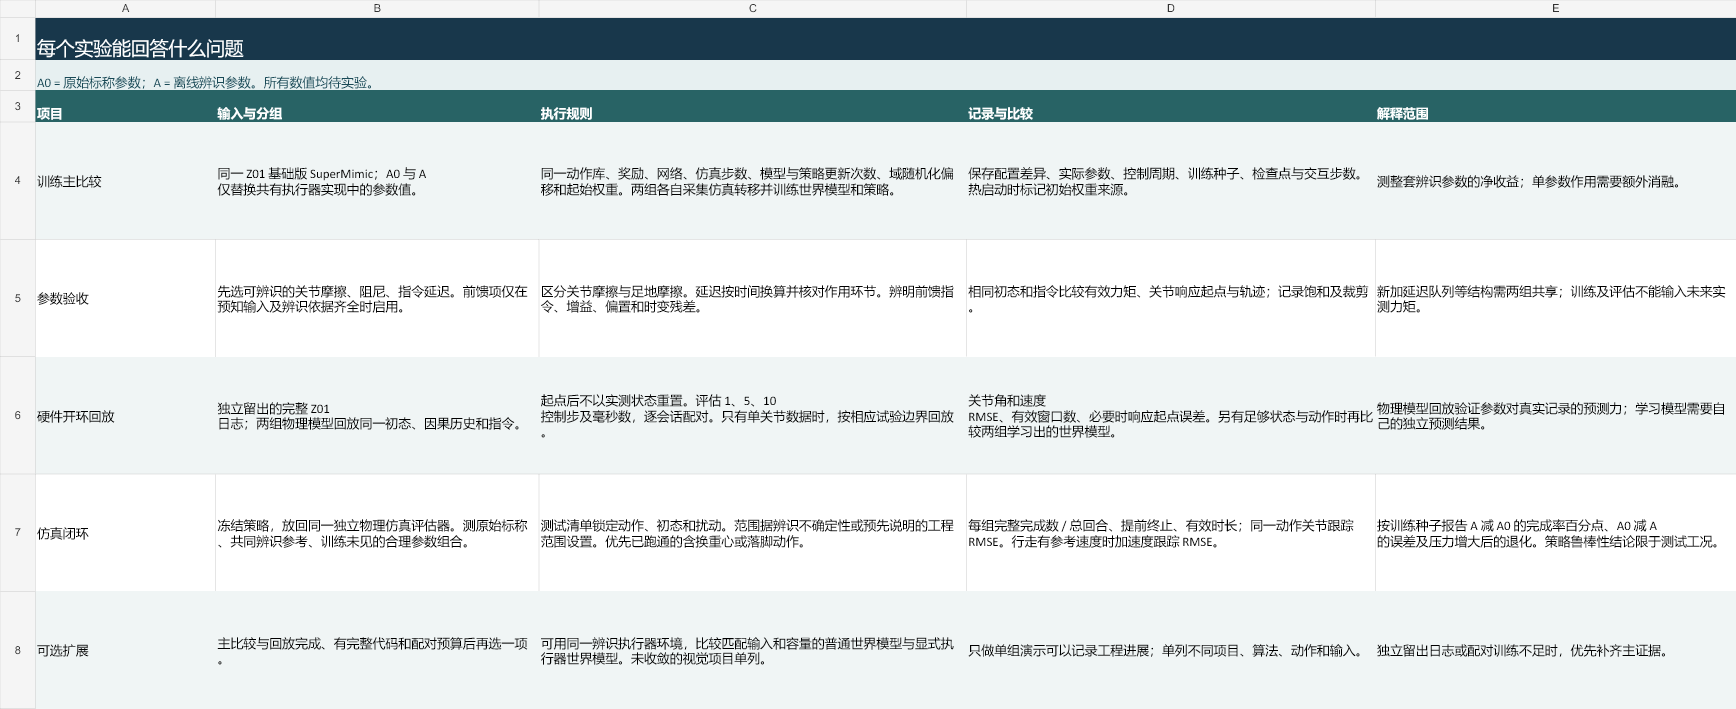 A B C D E
1 每个实验能回答什么问题
2 A0 = 原始标称参数；A = 离线辨识参数。所有数值均待实验。
3 项目 输入与分组 执行规则 记录与比较 解释范围
4 训练主比较
同一 Z01 基础版 SuperMimic；A0 与 A
仅替换共有执行器实现中的参数值。
同一动作库、奖励、网络、仿真步数、模型与策略更新次数、域随机化偏
移和起始权重。两组各自采集仿真转移并训练世界模型和策略。
保存配置差异、实际参数、控制周期、训练种子、检查点与交互步数。
热启动时标记初始权重来源。
测整套辨识参数的净收益；单参数作用需要额外消融。
5 参数验收
先选可辨识的关节摩擦、阻尼、指令延迟。前馈项仅在
预知输入及辨识依据齐全时启用。
区分关节摩擦与足地摩擦。延迟按时间换算并核对作用环节。辨明前馈指
令、增益、偏置和时变残差。
相同初态和指令比较有效力矩、关节响应起点与轨迹；记录饱和及裁剪
。
新加延迟队列等结构需两组共享；训练及评估不能输入未来实
测力矩。
6 硬件开环回放
独立留出的完整 Z01
日志；两组物理模型回放同一初态、因果历史和指令。
起点后不以实测状态重置。评估 1、5、10
控制步及毫秒数，逐会话配对。只有单关节数据时，按相应试验边界回放
。
关节角和速度
RMSE、有效窗口数、必要时响应起点误差。另有足够状态与动作时再比
较两组学习出的世界模型。
物理模型回放验证参数对真实记录的预测力；学习模型需要自
己的独立预测结果。
7 仿真闭环
冻结策略，放回同一独立物理仿真评估器。测原始标称
、共同辨识参考、训练未见的合理参数组合。
测试清单锁定动作、初态和扰动。范围据辨识不确定性或预先说明的工程
范围设置。优先已跑通的含换重心或落脚动作。
每组完整完成数 / 总回合、提前终止、有效时长；同一动作关节跟踪
RMSE。行走有参考速度时加速度跟踪 RMSE。
按训练种子报告 A 减 A0 的完成率百分点、A0 减 A
的误差及压力增大后的退化。策略鲁棒性结论限于测试工况。
8 可选扩展
主比较与回放完成、有完整代码和配对预算后再选一项
。
可用同一辨识执行器环境，比较匹配输入和容量的普通世界模型与显式执
行器世界模型。未收敛的视觉项目单列。
只做单组演示可以记录工程进展；单列不同项目、算法、动作和输入。
独立留出日志或配对训练不足时，优先补齐主证据。